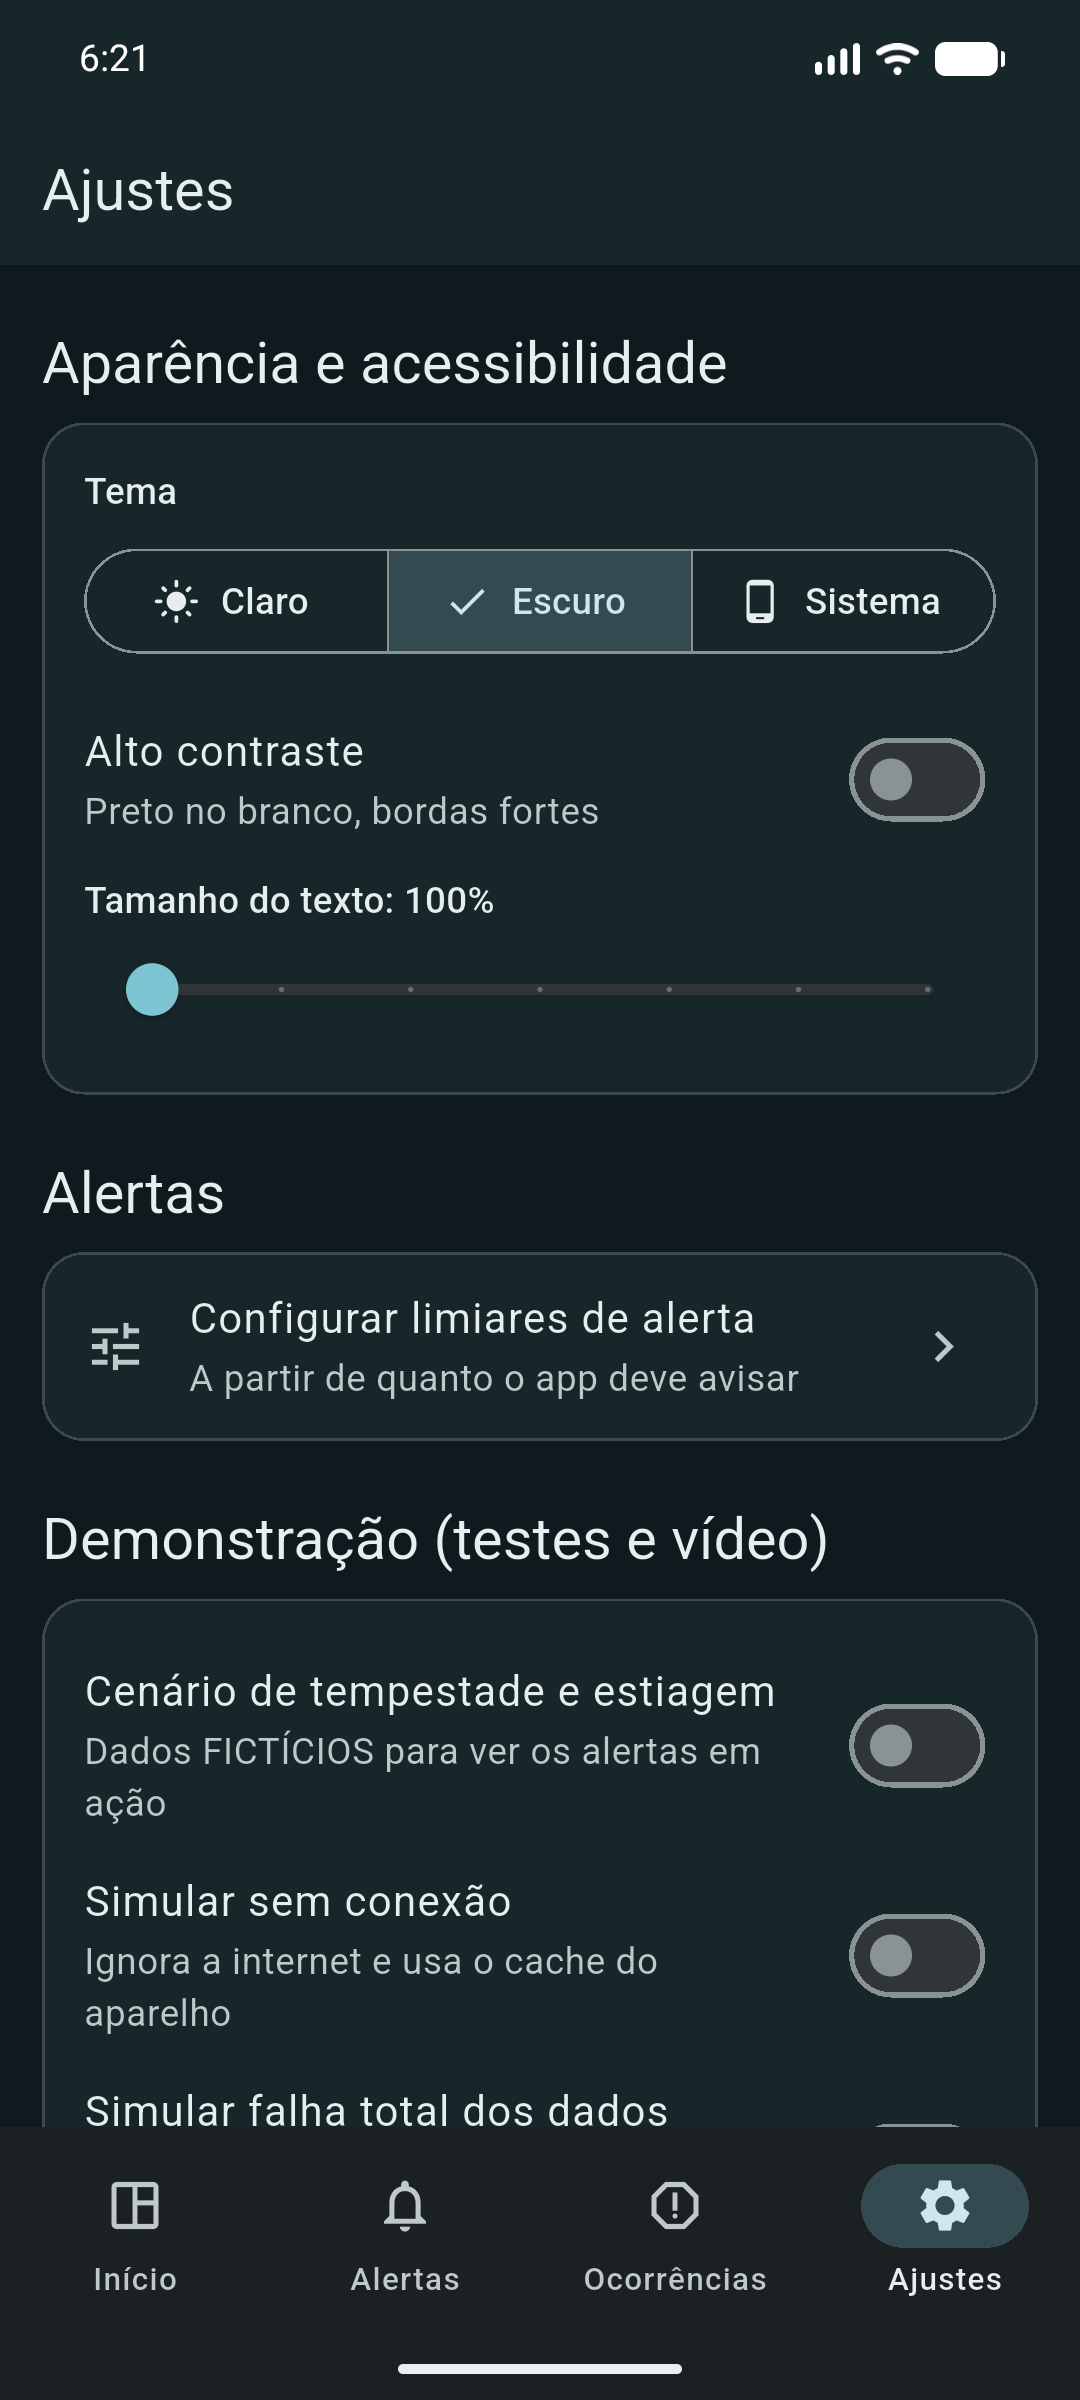 6:21
Ajustes
Aparência e acessibilidade
Tema
Claro
Escuro
Sistema
Alto contraste
Preto no branco, bordas fortes
Tamanho do texto: 100%
Alertas
Configurar limiares de alerta
A partir de quanto o app deve avisar
Demonstração (testes e vídeo)
Cenário de tempestade e estiagem
Dados FICTÍCIOS para ver os alertas em
ação
Simular sem conexão
Ignora a internet e usa o cache do
aparelho
Simular falha total dos dados
Início
Alertas
Ocorrências
Ajustes